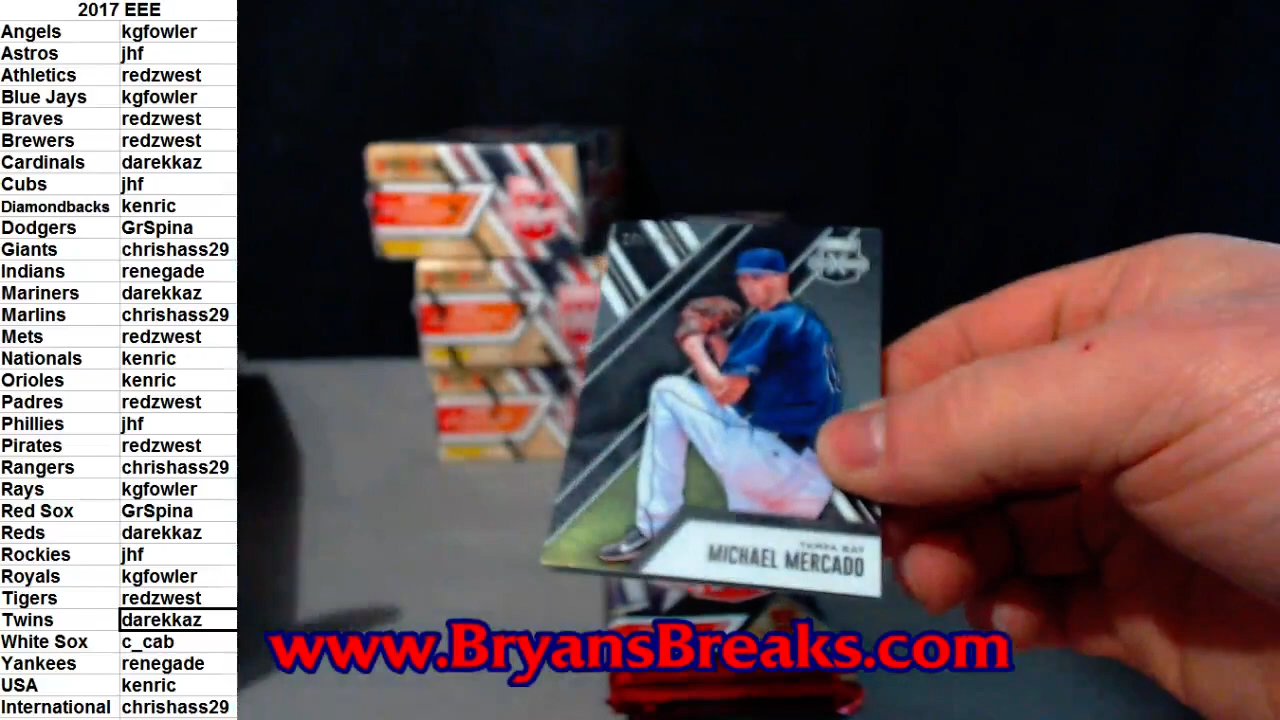 2017 EEE
Angels kgfowler
Astros jhf
Athletics redzwest
Blue Jays kgfowler
Braves redzwest
Brewers redzwest
Cardinals darekkaz
Cubs jhf
Diamondbacks kenric
Dodgers GrSpina
Giants chrishass29
Indians renegade
Mariners darekkaz
Marlins chrishass29
Mets redzwest
Nationals kenric
Orioles kenric
Padres redzwest
Phillies jhf
Pirates redzwest
Rangers chrishass29
Rays kgfowler
Red Sox GrSpina
Reds darekkaz
Rockies jhf
Royals kgfowler
Tigers redzwest
Twins darekkaz
White Sox c_cab
Yankees renegade
USA kenric
International chrishass29
TAMPA BAY
MICHAEL MERCADO
www.BryansBreaks.com